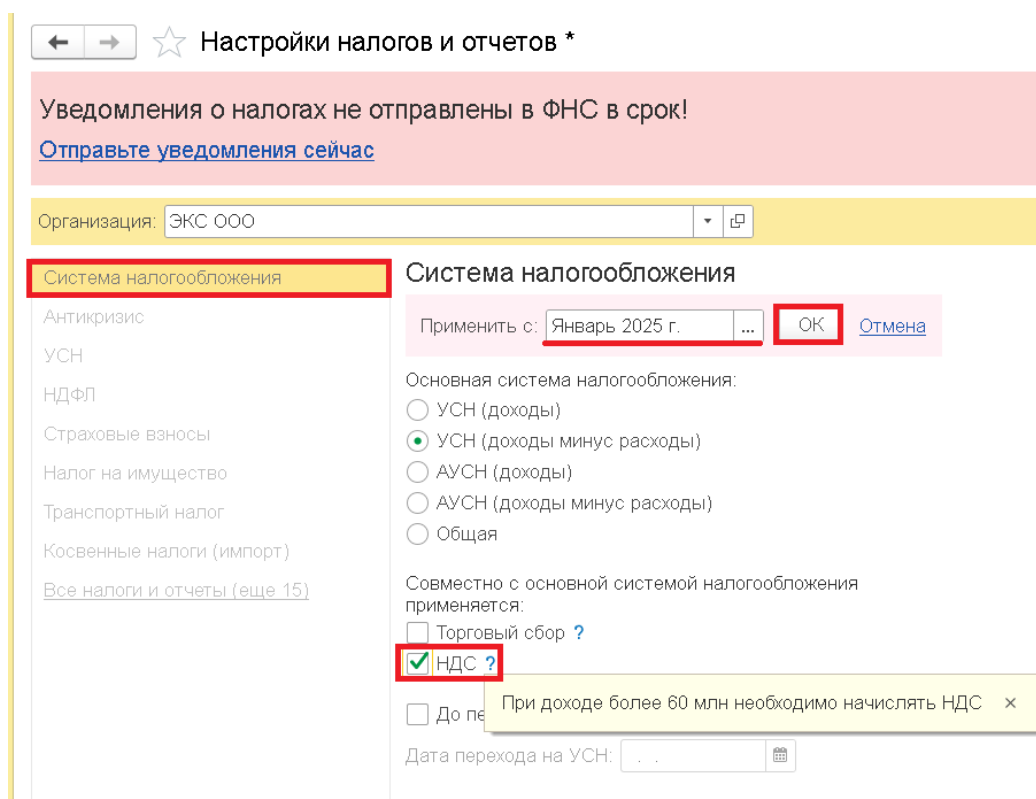 Настройки налогов и отчетов *
Уведомления о налогах не отправлены в ФНС в срок!
Отправьте уведомления сейчас
Организация: ЭКС ООО
Система налогообложения
Антикризис
УСН
НДФЛ
Страховые взносы
Налог на имущество
Транспортный налог
Косвенные налоги (импорт)
Все налоги и отчеты (еще 15)
Система налогообложения
Применить с: Январь 2025 г. ... ОК Отмена
Основная система налогообложения:
УСН (доходы)
УСН (доходы минус расходы)
АУСН (доходы)
АУСН (доходы минус расходы)
Общая
Совместно с основной системой налогообложения
применяется:
Торговый сбор ?
НДС ?
При доходе более 60 млн необходимо начислять НДС ×
До пе
Дата перехода на УСН: . .